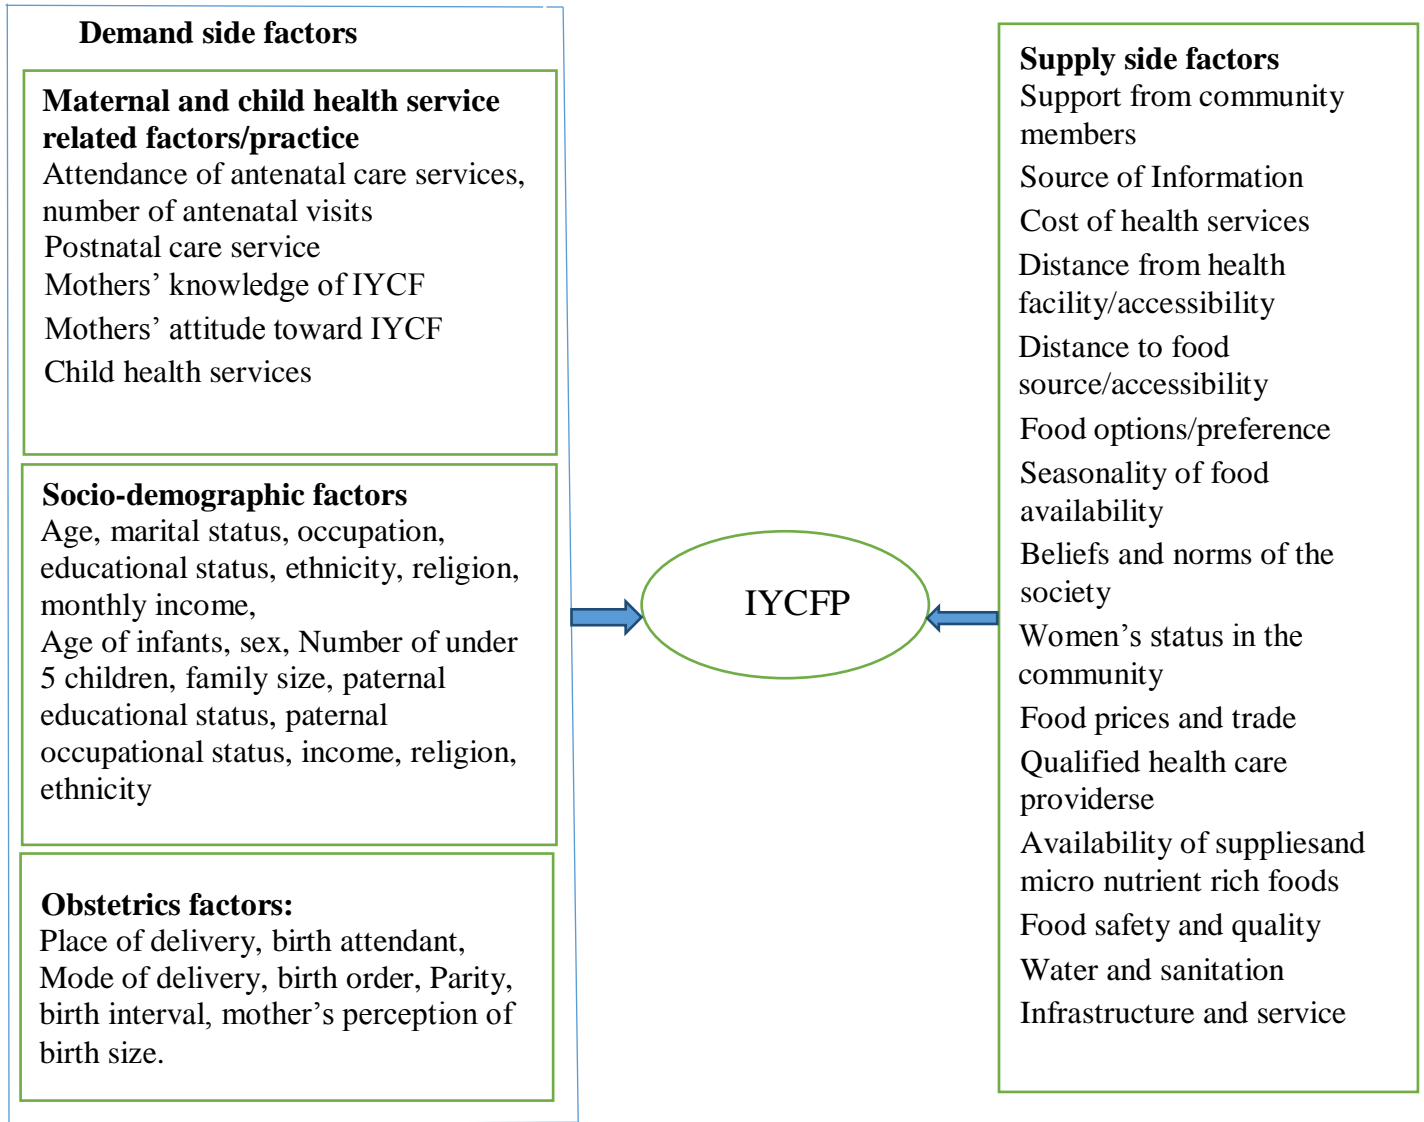 Demand side factors
Maternal and child health service
related factors/practice
Attendance of antenatal care services,
number of antenatal visits
Postnatal care service
Mothers’ knowledge of IYCF
Mothers’ attitude toward IYCF
Child health services
Socio-demographic factors
Age, marital status, occupation,
educational status, ethnicity, religion,
monthly income,
Age of infants, sex, Number of under
5 children, family size, paternal
educational status, paternal
occupational status, income, religion,
ethnicity
Obstetrics factors:
Place of delivery, birth attendant,
Mode of delivery, birth order, Parity,
birth interval, mother’s perception of
birth size.
IYCFP
Supply side factors
Support from community
members
Source of Information
Cost of health services
Distance from health
facility/accessibility
Distance to food
source/accessibility
Food options/preference
Seasonality of food
availability
Beliefs and norms of the
society
Women’s status in the
community
Food prices and trade
Qualified health care
providerse
Availability of suppliesand
micro nutrient rich foods
Food safety and quality
Water and sanitation
Infrastructure and service